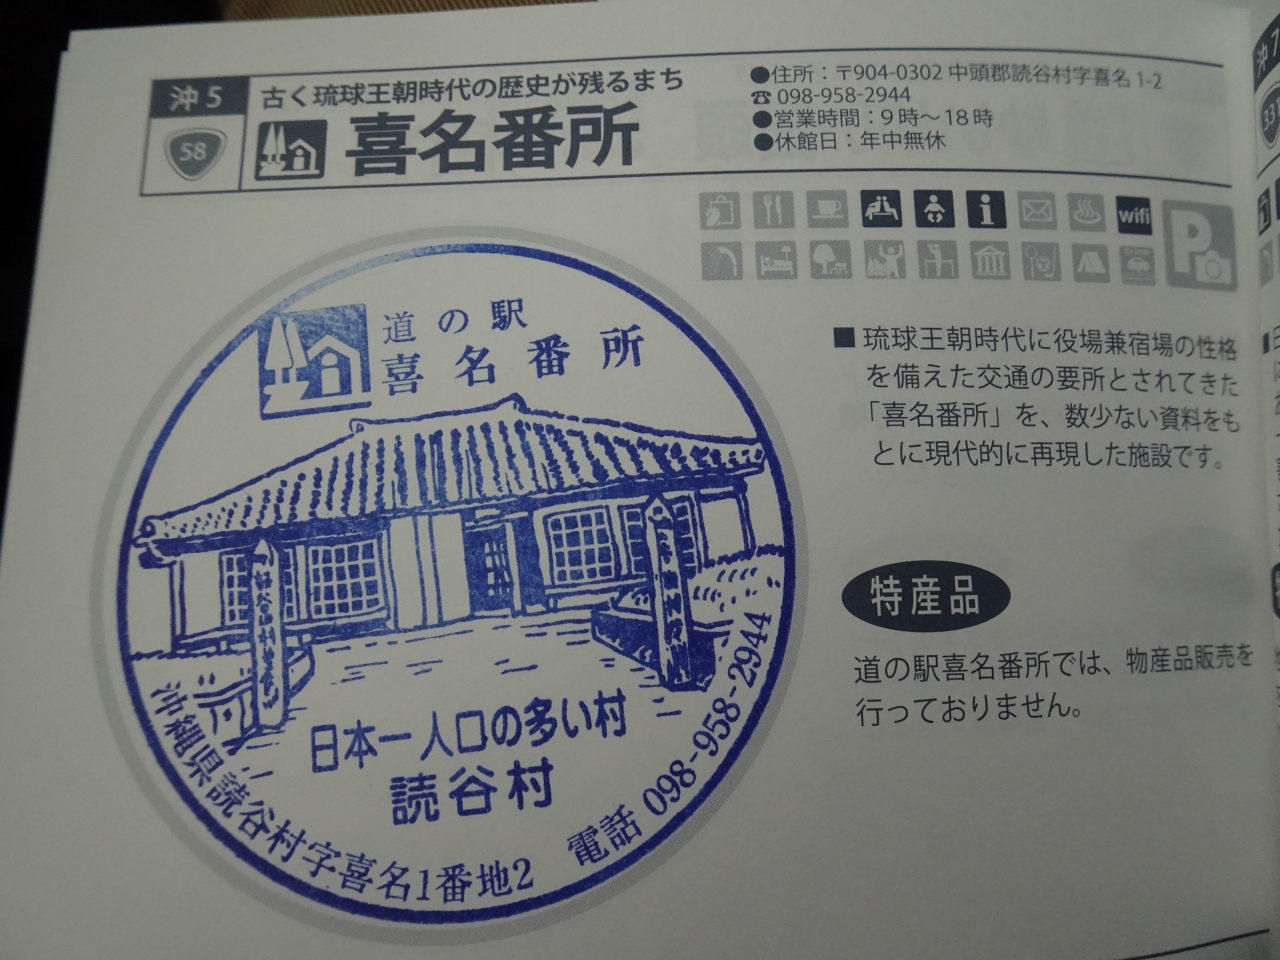 沖 5
58
古く琉球王朝時代の歴史が残るまち
喜名番所
●住所：〒904-0302 中頭郡読谷村字喜名 1-2
☎ 098-958-2944
●営業時間：9 時～18 時
●休館日：年中無休
i
wifi
P
道の駅
喜名番所
日本一人口の多い村
読谷村
沖縄県読谷村字喜名1番地2 電話 098-958-2944
■ 琉球王朝時代に役場兼宿場の性格
を備えた交通の要所とされてきた
「喜名番所」を、数少ない資料をも
とに現代的に再現した施設です。
特産品
道の駅喜名番所では、物産品販売を
行っておりません。
沖 7
33